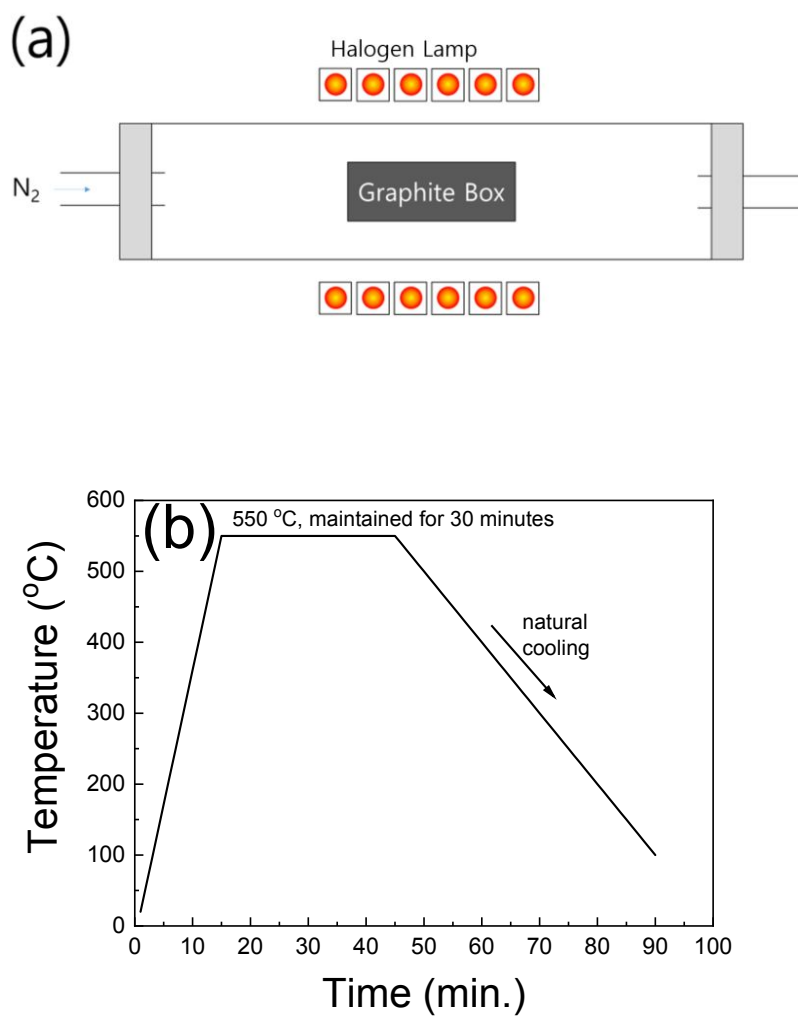 (a)
Halogen Lamp
N₂
Graphite Box
(b)
550 °C, maintained for 30 minutes
natural
cooling
Temperature (°C)
600
500
400
300
200
100
0
0 10 20 30 40 50 60 70 80 90 100
Time (min.)